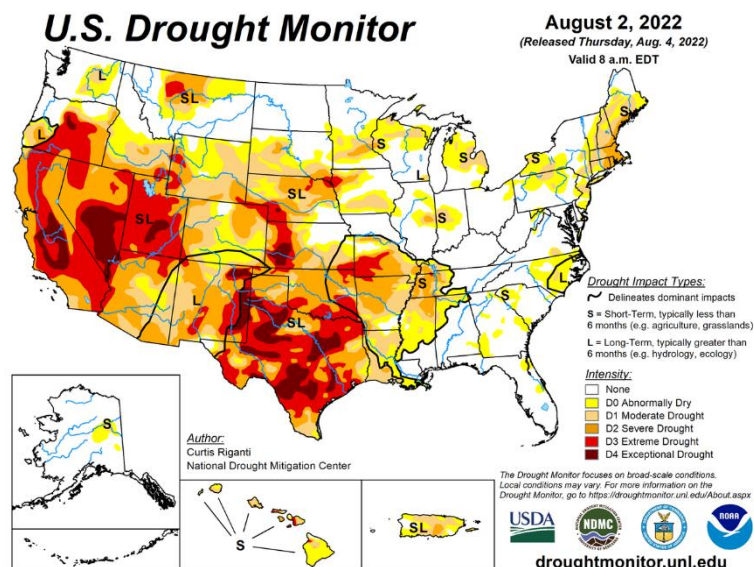 U.S. Drought Monitor
August 2, 2022
(Released Thursday, Aug. 4, 2022)
Valid 8 a.m. EDT
L
SL
S
L
S
S
S
L
SL
SL
S
S
L
L
S
SL
Drought Impact Types:
Delineates dominant impacts
S = Short-Term, typically less than
6 months (e.g. agriculture, grasslands)
L = Long-Term, typically greater than
6 months (e.g. hydrology, ecology)
Intensity:
None
D0 Abnormally Dry
D1 Moderate Drought
D2 Severe Drought
D3 Extreme Drought
D4 Exceptional Drought
S
Author:
Curtis Riganti
National Drought Mitigation Center
S
SL
The Drought Monitor focuses on broad-scale conditions.
Local conditions may vary. For more information on the
Drought Monitor, go to https://droughtmonitor.unl.edu/About.aspx
USDA
NDMC
NOAA
droughtmonitor.unl.edu